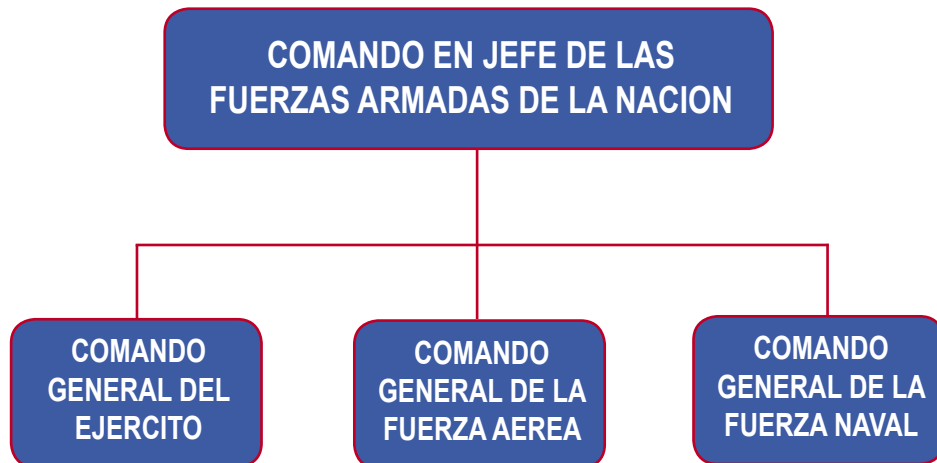 COMANDO EN JEFE DE LAS
FUERZAS ARMADAS DE LA NACION
COMANDO
GENERAL DEL
EJERCITO
COMANDO
GENERAL DE LA
FUERZA AEREA
COMANDO
GENERAL DE LA
FUERZA NAVAL